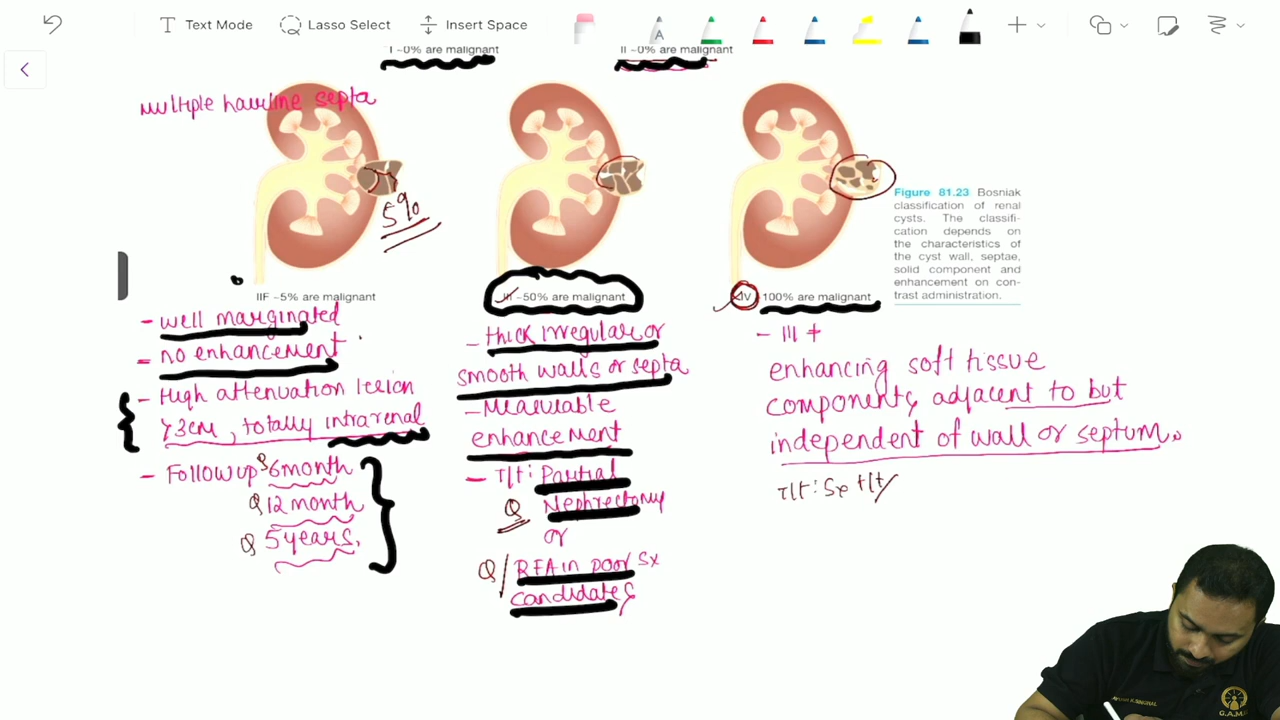 Text Mode
Lasso Select
Insert Space
I ~0% are malignant
II ~0% are malignant
multiple hairline septa
5%
Figure 81.23 Bosniak
classification of renal
cysts. The classifi-
cation depends on
the characteristics of
the cyst wall, septae,
solid component and
enhancement on con-
trast administration.
IIF ~5% are malignant
- well marginated
- no enhancement
- High attenuation lesion
3cm, totally intrarenal
- Follow up 6month
Q 12 month
Q 5 years.
III ~50% are malignant
- thick irregular or
smooth walls or septa
- Measurable
enhancement
- T/t: Partial
Q Nephrectomy
or
Q RFA in poor Sx
candidates
IV 100% are malignant
- III +
enhancing soft tissue
components adjacent to but
independent of wall or septum.
T/t: Sx t/t
G.A.M.S